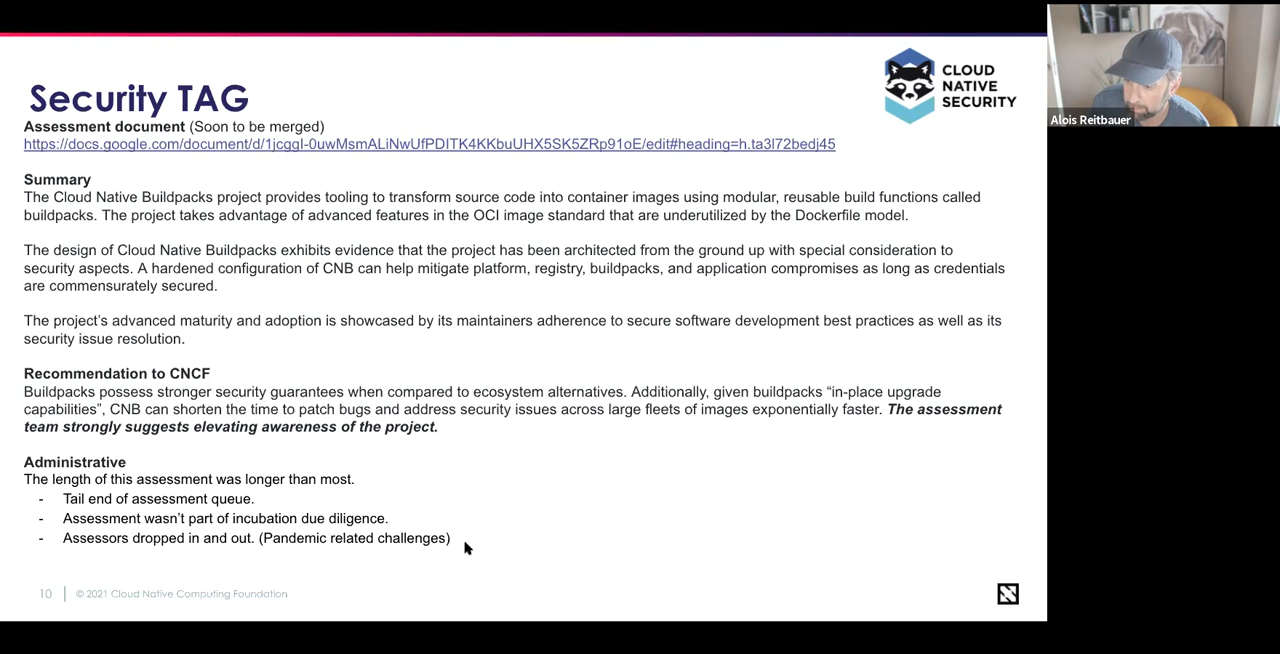 Security TAG
CLOUD
NATIVE
SECURITY
Alois Reitbauer
Assessment document (Soon to be merged)
https://docs.google.com/document/d/1jcggI-0uwMsmALiNwUfPDITK4KKbuUHX5SK5ZRp91oE/edit#heading=h.ta3l72bedj45
Summary
The Cloud Native Buildpacks project provides tooling to transform source code into container images using modular, reusable build functions called
buildpacks. The project takes advantage of advanced features in the OCI image standard that are underutilized by the Dockerfile model.
The design of Cloud Native Buildpacks exhibits evidence that the project has been architected from the ground up with special consideration to
security aspects. A hardened configuration of CNB can help mitigate platform, registry, buildpacks, and application compromises as long as credentials
are commensurately secured.
The project's advanced maturity and adoption is showcased by its maintainers adherence to secure software development best practices as well as its
security issue resolution.
Recommendation to CNCF
Buildpacks possess stronger security guarantees when compared to ecosystem alternatives. Additionally, given buildpacks “in-place upgrade
capabilities”, CNB can shorten the time to patch bugs and address security issues across large fleets of images exponentially faster. The assessment
team strongly suggests elevating awareness of the project.
Administrative
The length of this assessment was longer than most.
- Tail end of assessment queue.
- Assessment wasn't part of incubation due diligence.
- Assessors dropped in and out. (Pandemic related challenges)
10 | © 2021 Cloud Native Computing Foundation